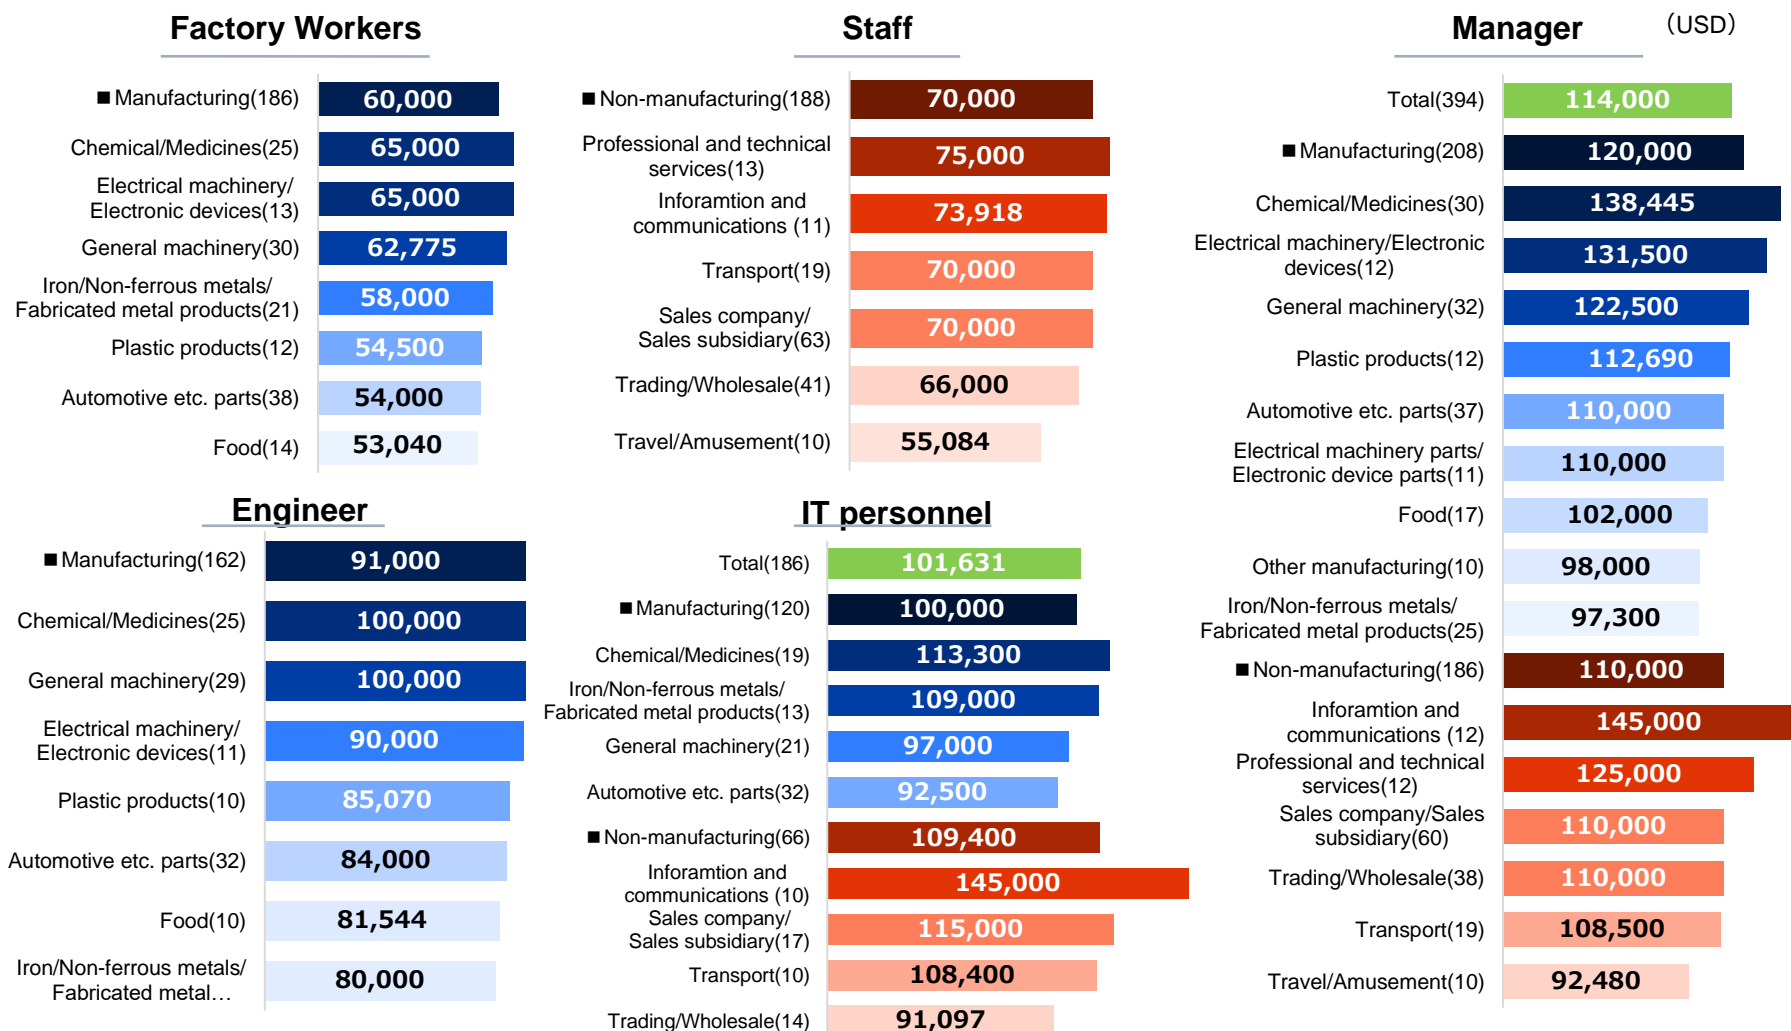 Factory Workers
■ Manufacturing(186) 60,000
Chemical/Medicines(25) 65,000
Electrical machinery/
Electronic devices(13) 65,000
General machinery(30) 62,775
Iron/Non-ferrous metals/
Fabricated metal products(21) 58,000
Plastic products(12) 54,500
Automotive etc. parts(38) 54,000
Food(14) 53,040
Engineer
■ Manufacturing(162) 91,000
Chemical/Medicines(25) 100,000
General machinery(29) 100,000
Electrical machinery/
Electronic devices(11) 90,000
Plastic products(10) 85,070
Automotive etc. parts(32) 84,000
Food(10) 81,544
Iron/Non-ferrous metals/
Fabricated metal… 80,000
Staff
■ Non-manufacturing(188) 70,000
Professional and technical
services(13) 75,000
Inforamtion and
communications (11) 73,918
Transport(19) 70,000
Sales company/
Sales subsidiary(63) 70,000
Trading/Wholesale(41) 66,000
Travel/Amusement(10) 55,084
IT personnel
Total(186) 101,631
■ Manufacturing(120) 100,000
Chemical/Medicines(19) 113,300
Iron/Non-ferrous metals/
Fabricated metal products(13) 109,000
General machinery(21) 97,000
Automotive etc. parts(32) 92,500
■ Non-manufacturing(66) 109,400
Inforamtion and
communications (10) 145,000
Sales company/
Sales subsidiary(17) 115,000
Transport(10) 108,400
Trading/Wholesale(14) 91,097
Manager
（USD）
Total(394) 114,000
■ Manufacturing(208) 120,000
Chemical/Medicines(30) 138,445
Electrical machinery/Electronic
devices(12) 131,500
General machinery(32) 122,500
Plastic products(12) 112,690
Automotive etc. parts(37) 110,000
Electrical machinery parts/
Electronic device parts(11) 110,000
Food(17) 102,000
Other manufacturing(10) 98,000
Iron/Non-ferrous metals/
Fabricated metal products(25) 97,300
■ Non-manufacturing(186) 110,000
Inforamtion and
communications (12) 145,000
Professional and technical
services(12) 125,000
Sales company/Sales
subsidiary(60) 110,000
Trading/Wholesale(38) 110,000
Transport(19) 108,500
Travel/Amusement(10) 92,480